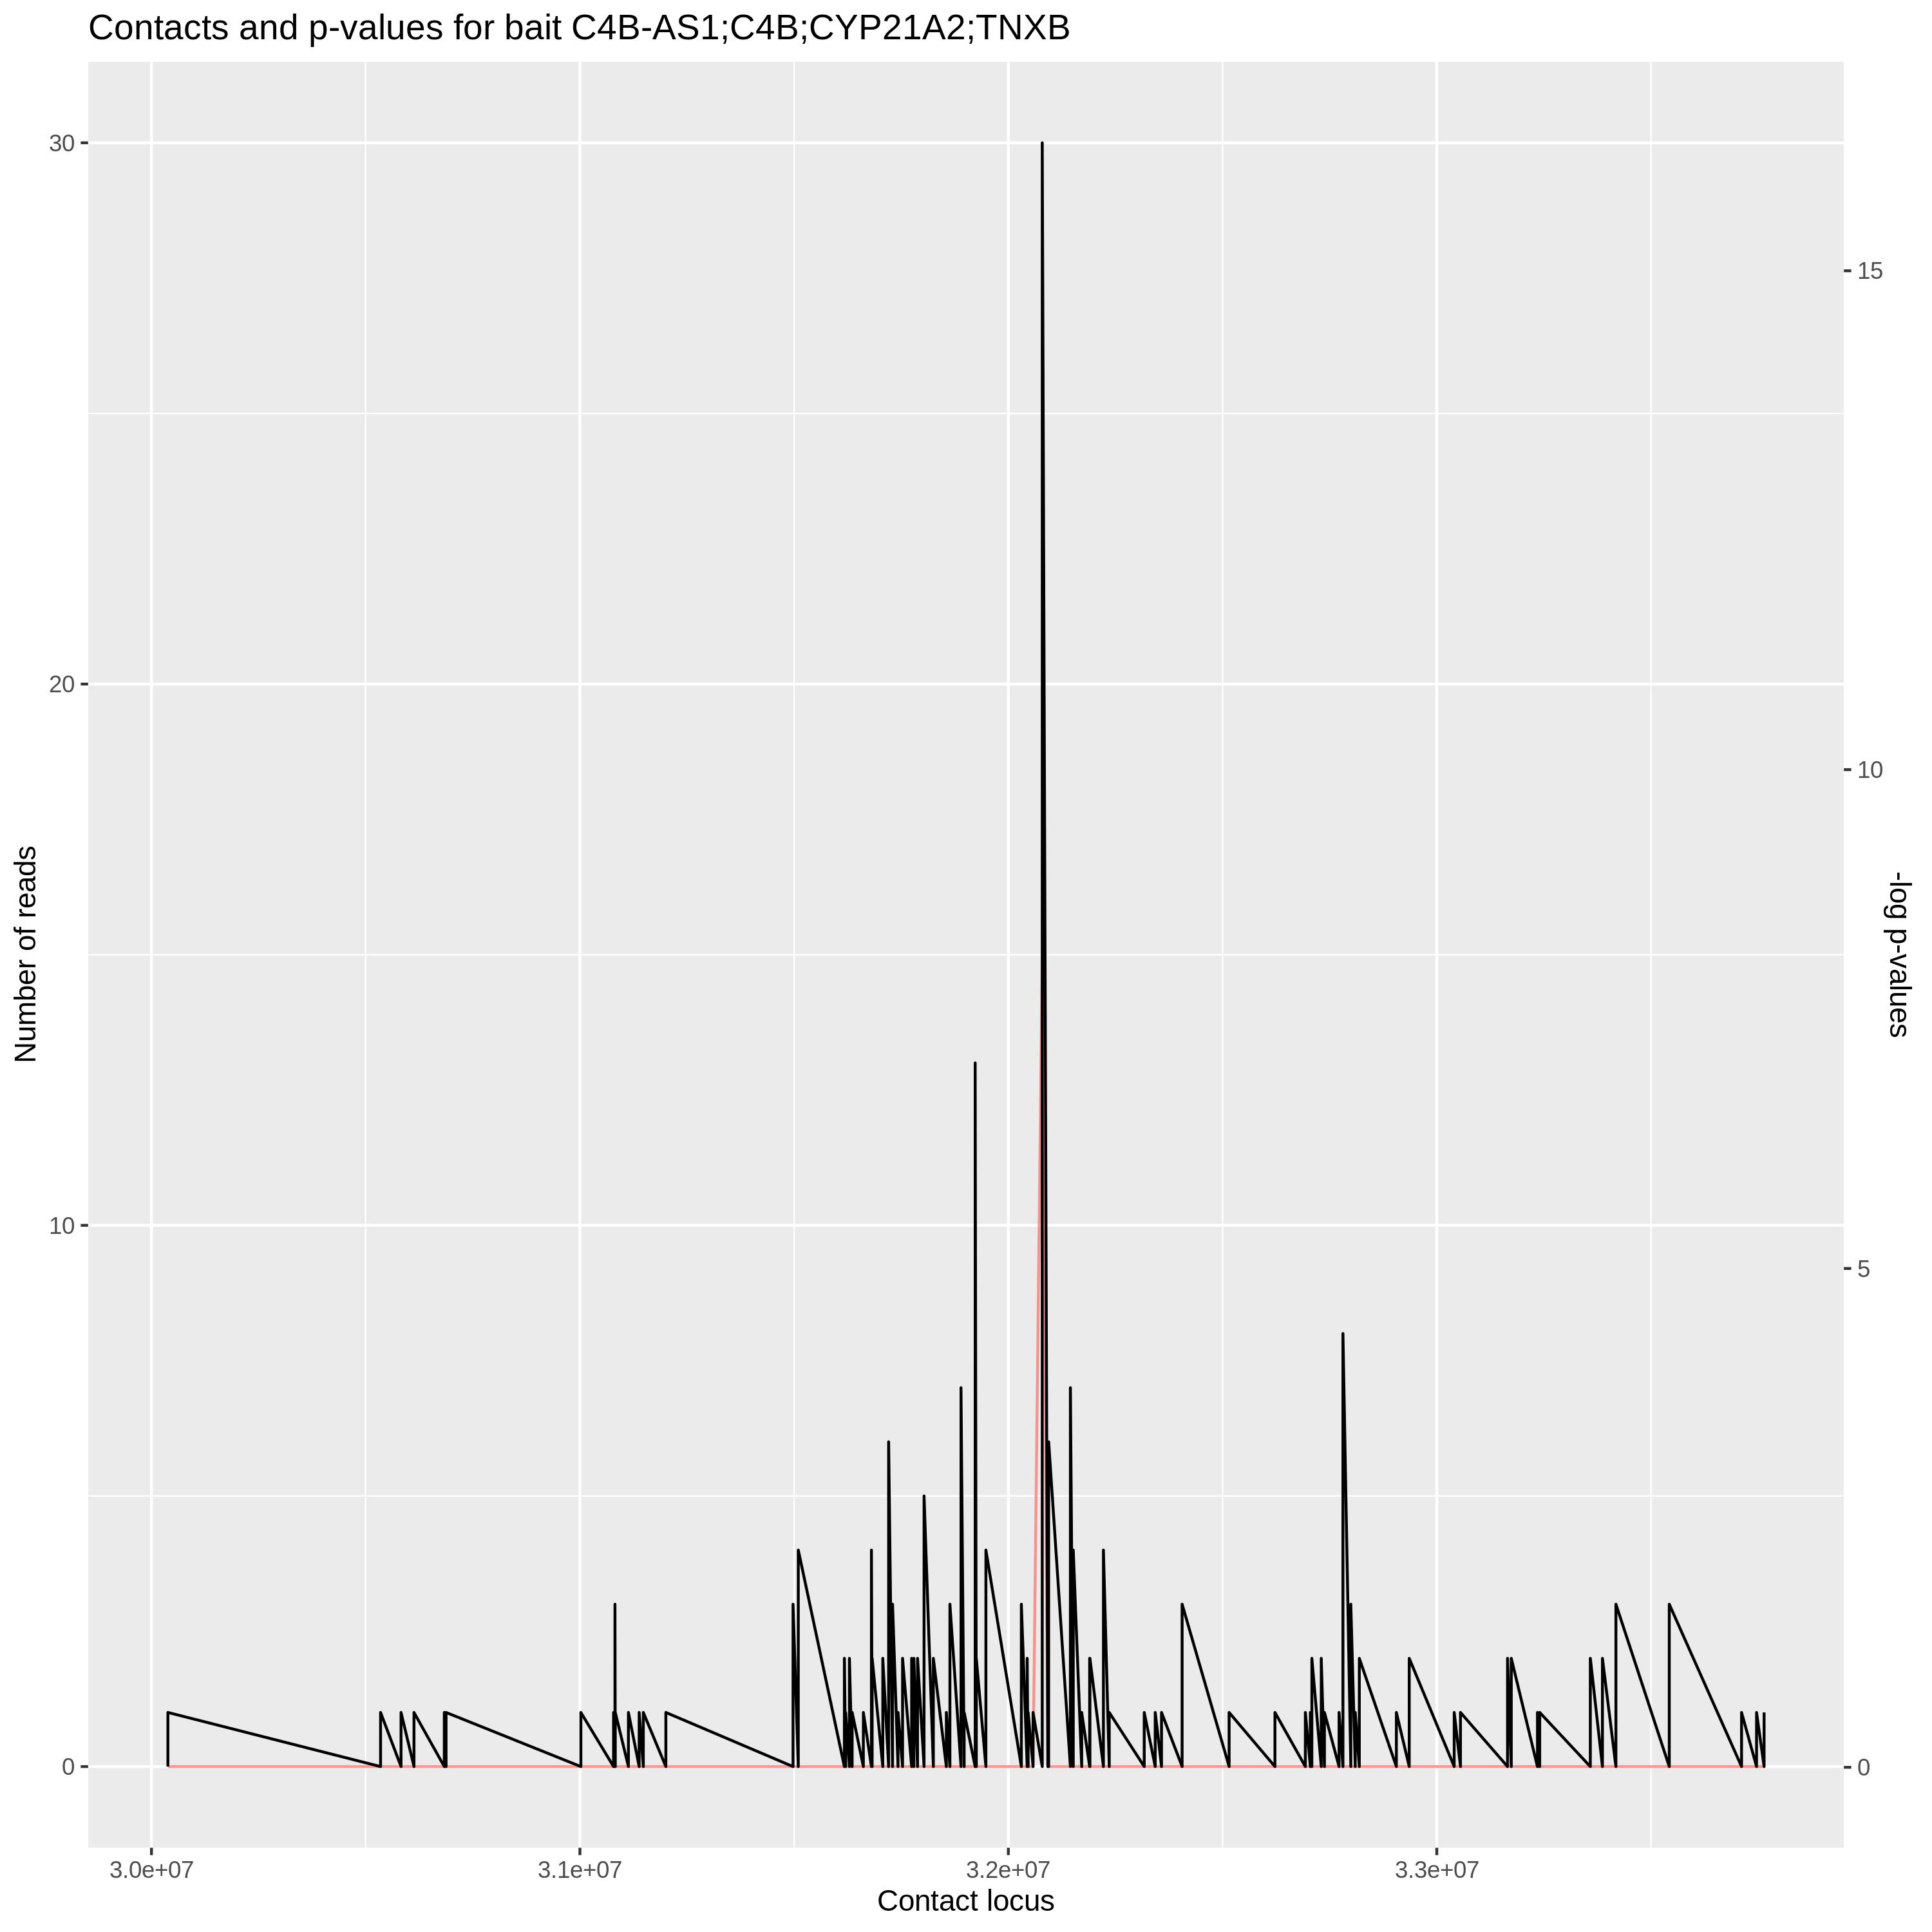 Contacts and p-values for bait C4B-AS1;C4B;CYP21A2;TNXB
30
20
10
0
Number of reads
15
10
5
0
-log p-values
3.0e+07
3.1e+07
3.2e+07
3.3e+07
Contact locus